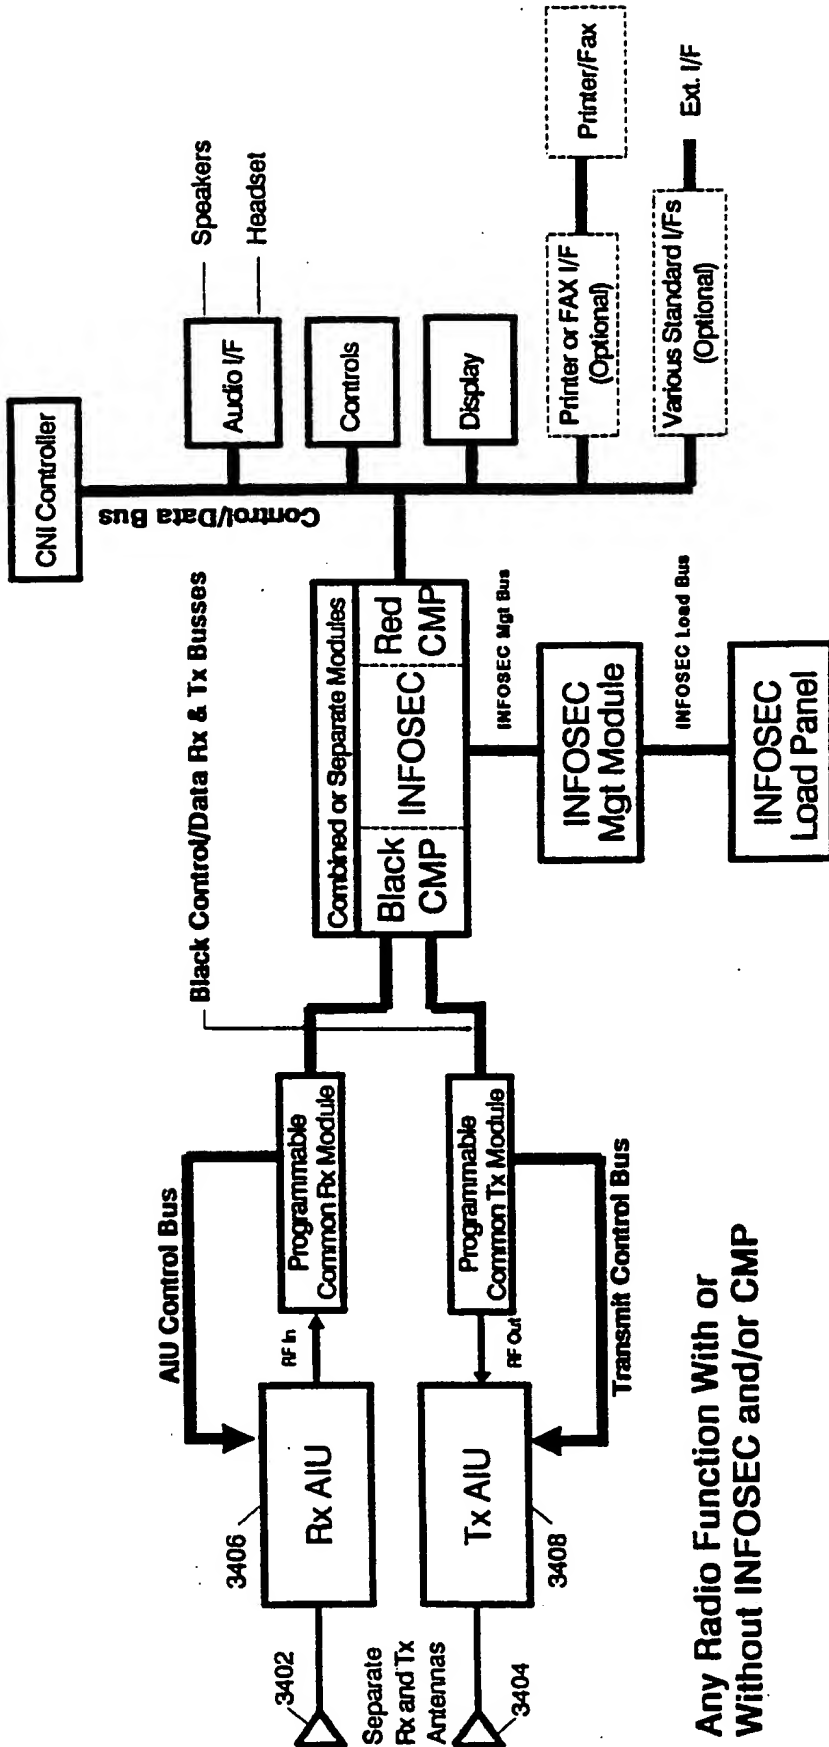 CNI Controller
Control/Data Bus
Audio I/F
Speakers
Headset
Controls
Display
Printer or FAX I/F
(Optional)
Printer/Fax
Various Standard I/Fs
(Optional)
Ext. I/F
Black Control/Data Rx & Tx Busses
Combined or Separate Modules
Black
CMP
INFOSEC
Red
CMP
INFOSEC Mgt Bus
INFOSEC
Mgt Module
INFOSEC Load Bus
INFOSEC
Load Panel
AIU Control Bus
Programmable
Common Rx Module
RF In
Rx AIU
3406
3402
Separate
Rx and Tx
Antennas
3404
Programmable
Common Tx Module
RF Out
Tx AIU
3408
Transmit Control Bus
Any Radio Function With or
Without INFOSEC and/or CMP